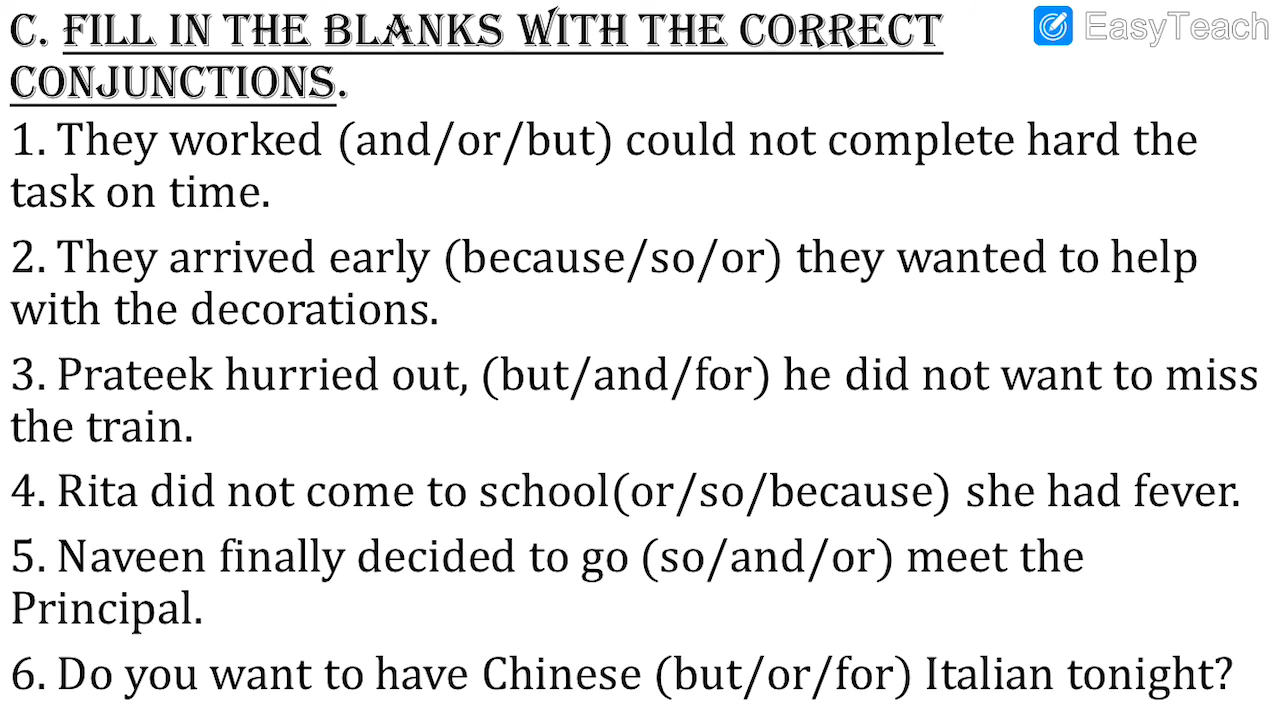 C. FILL IN THE BLANKS WITH THE CORRECT
EasyTeach
CONJUNCTIONS.
1. They worked (and/or/but) could not complete hard the
task on time.
2. They arrived early (because/so/or) they wanted to help
with the decorations.
3. Prateek hurried out, (but/and/for) he did not want to miss
the train.
4. Rita did not come to school(or/so/because) she had fever.
5. Naveen finally decided to go (so/and/or) meet the
Principal.
6. Do you want to have Chinese (but/or/for) Italian tonight?